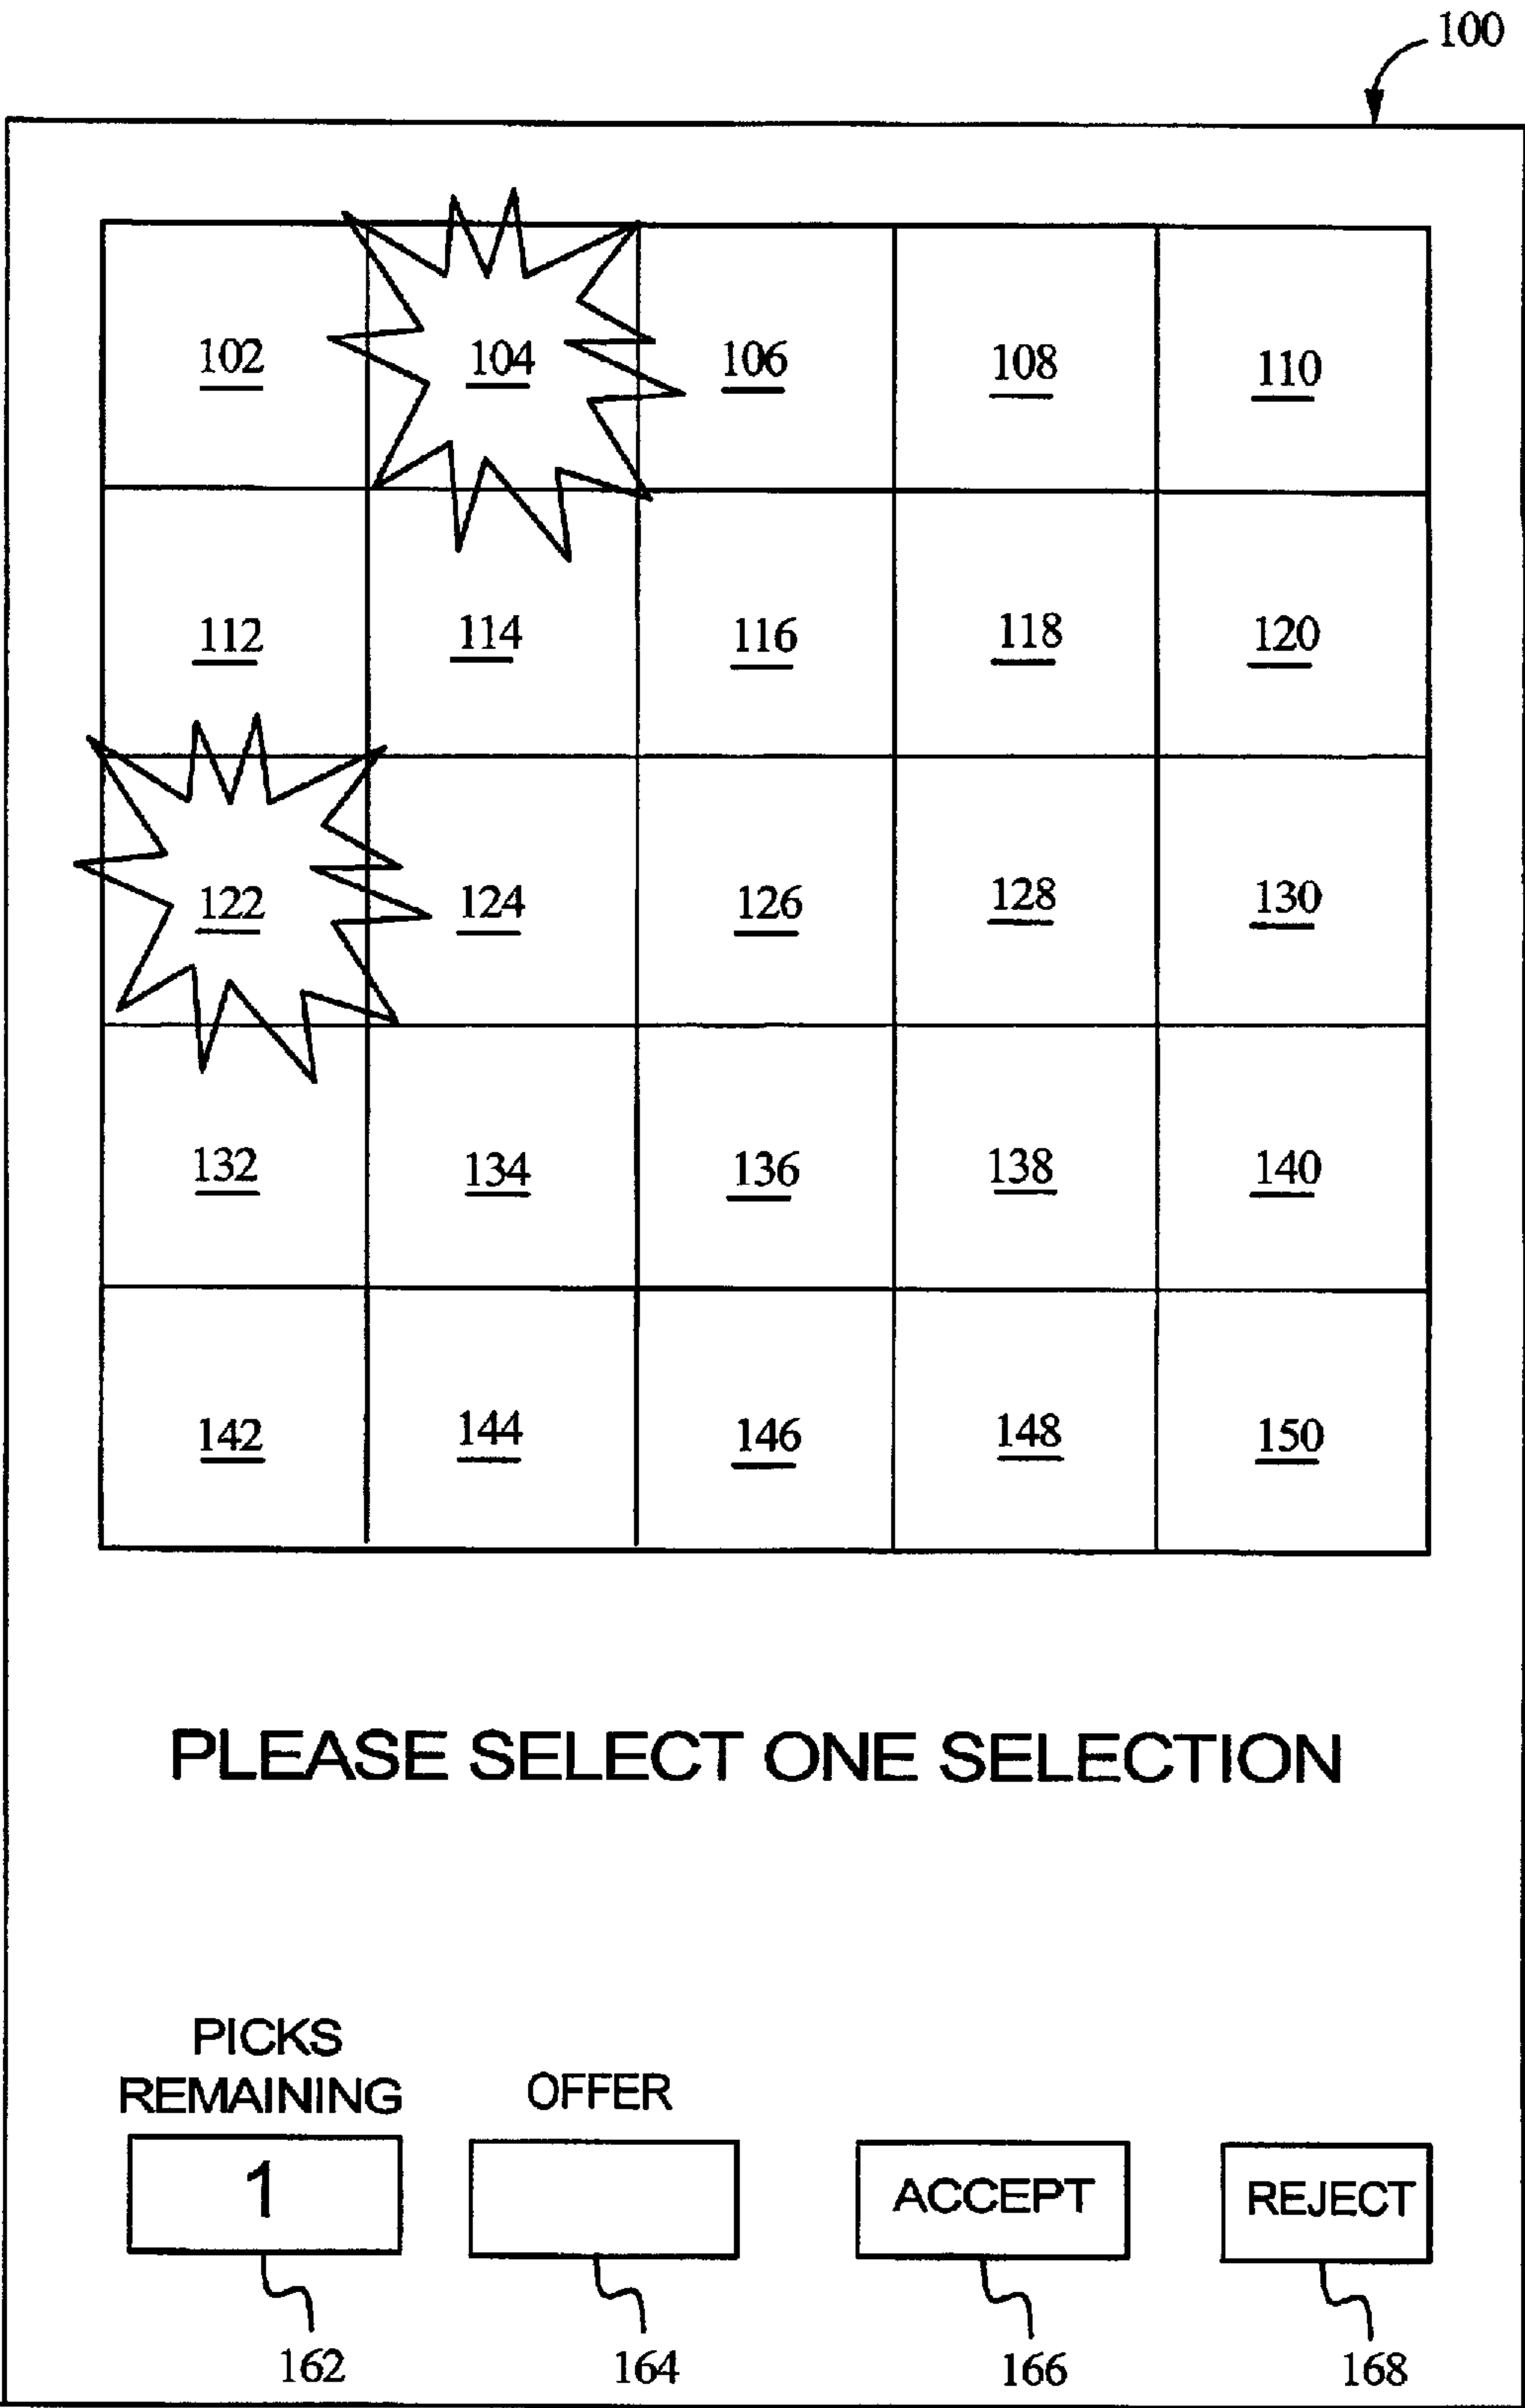 100
102 104 106 108 110
112 114 116 118 120
122 124 126 128 130
132 134 136 138 140
142 144 146 148 150
PLEASE SELECT ONE SELECTION
PICKS
REMAINING OFFER
1 ACCEPT REJECT
162 164 166 168